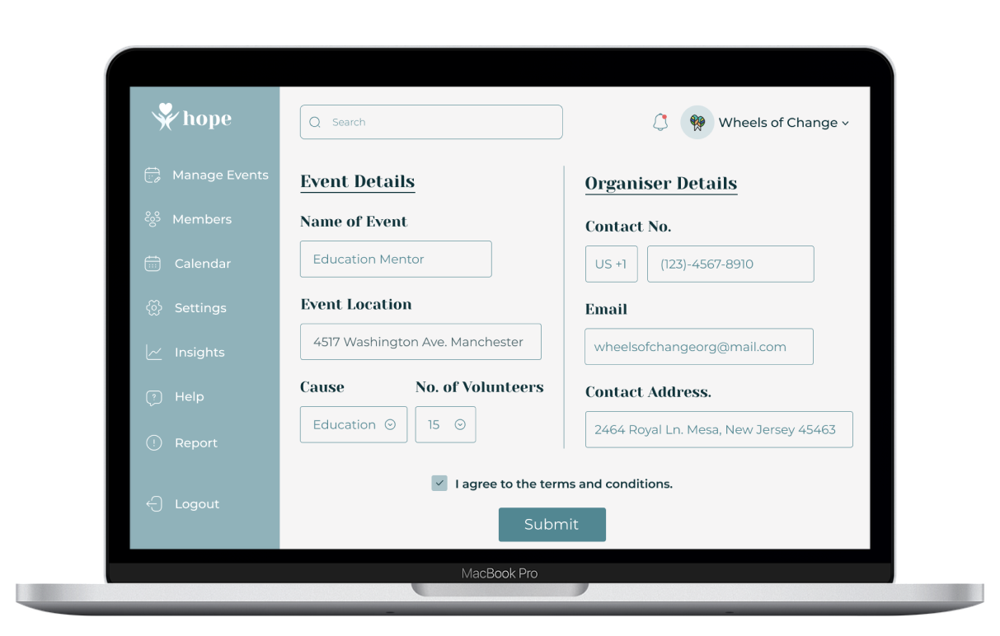 hope
Search
Wheels of Change
Manage Events
Members
Calendar
Settings
Insights
Help
Report
Logout
Event Details
Name of Event
Education Mentor
Event Location
4517 Washington Ave. Manchester
Cause No. of Volunteers
Education 15
Organiser Details
Contact No.
US +1 (123)-4567-8910
Email
wheelsofchangeorg@mail.com
Contact Address.
2464 Royal Ln. Mesa, New Jersey 45463
I agree to the terms and conditions.
Submit
MacBook Pro